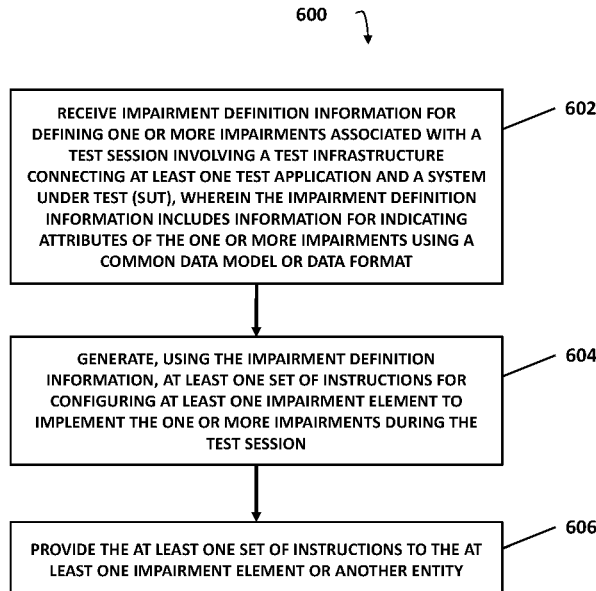 600
602
RECEIVE IMPAIRMENT DEFINITION INFORMATION FOR
DEFINING ONE OR MORE IMPAIRMENTS ASSOCIATED WITH A
TEST SESSION INVOLVING A TEST INFRASTRUCTURE
CONNECTING AT LEAST ONE TEST APPLICATION AND A SYSTEM
UNDER TEST (SUT), WHEREIN THE IMPAIRMENT DEFINITION
INFORMATION INCLUDES INFORMATION FOR INDICATING
ATTRIBUTES OF THE ONE OR MORE IMPAIRMENTS USING A
COMMON DATA MODEL OR DATA FORMAT
604
GENERATE, USING THE IMPAIRMENT DEFINITION
INFORMATION, AT LEAST ONE SET OF INSTRUCTIONS FOR
CONFIGURING AT LEAST ONE IMPAIRMENT ELEMENT TO
IMPLEMENT THE ONE OR MORE IMPAIRMENTS DURING THE
TEST SESSION
606
PROVIDE THE AT LEAST ONE SET OF INSTRUCTIONS TO THE AT
LEAST ONE IMPAIRMENT ELEMENT OR ANOTHER ENTITY